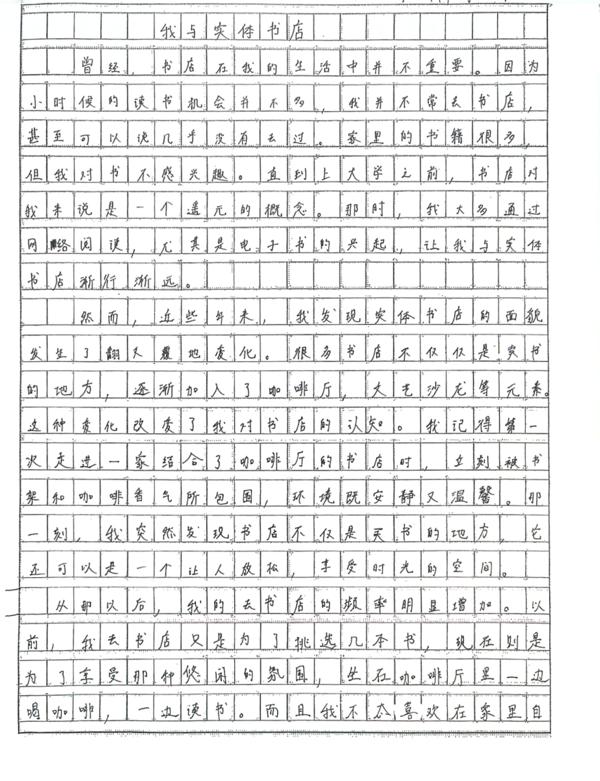 我与实体书店
曾经，书店在我的生活中并不重要。因为
小时候的读书机会并不多，我并不常去书店，
甚至可以说几乎没有去过。家里的书籍很多，
但我对书不感兴趣。直到上大学之前，书店对
我来说是一个遥远的概念。那时，我大多通过
网络阅读，尤其是电子书的兴起，让我与实体
书店渐行渐远。
然而，近些年来，我发现实体书店的面貌
发生了翻天覆地变化。很多书店不仅仅是卖书
的地方，逐渐加入了咖啡厅，文艺沙龙等元素。
这种变化改变了我对书店的认知。我记得第一
次走进一家结合了咖啡厅的书店时，立刻被书
架和咖啡香气所包围，环境既安静又温馨。那
一刻，我突然发现书店不仅是买书的地方，它
还可以是一个让人放松，享受时光的空间。
从那以后，我的去书店的频率明显增加。以
前，我去书店只是为了挑选几本书，现在则是
为了享受那种悠闲的氛围，坐在咖啡厅里一边
喝咖啡，一边读书。而且我不太喜欢在家里自